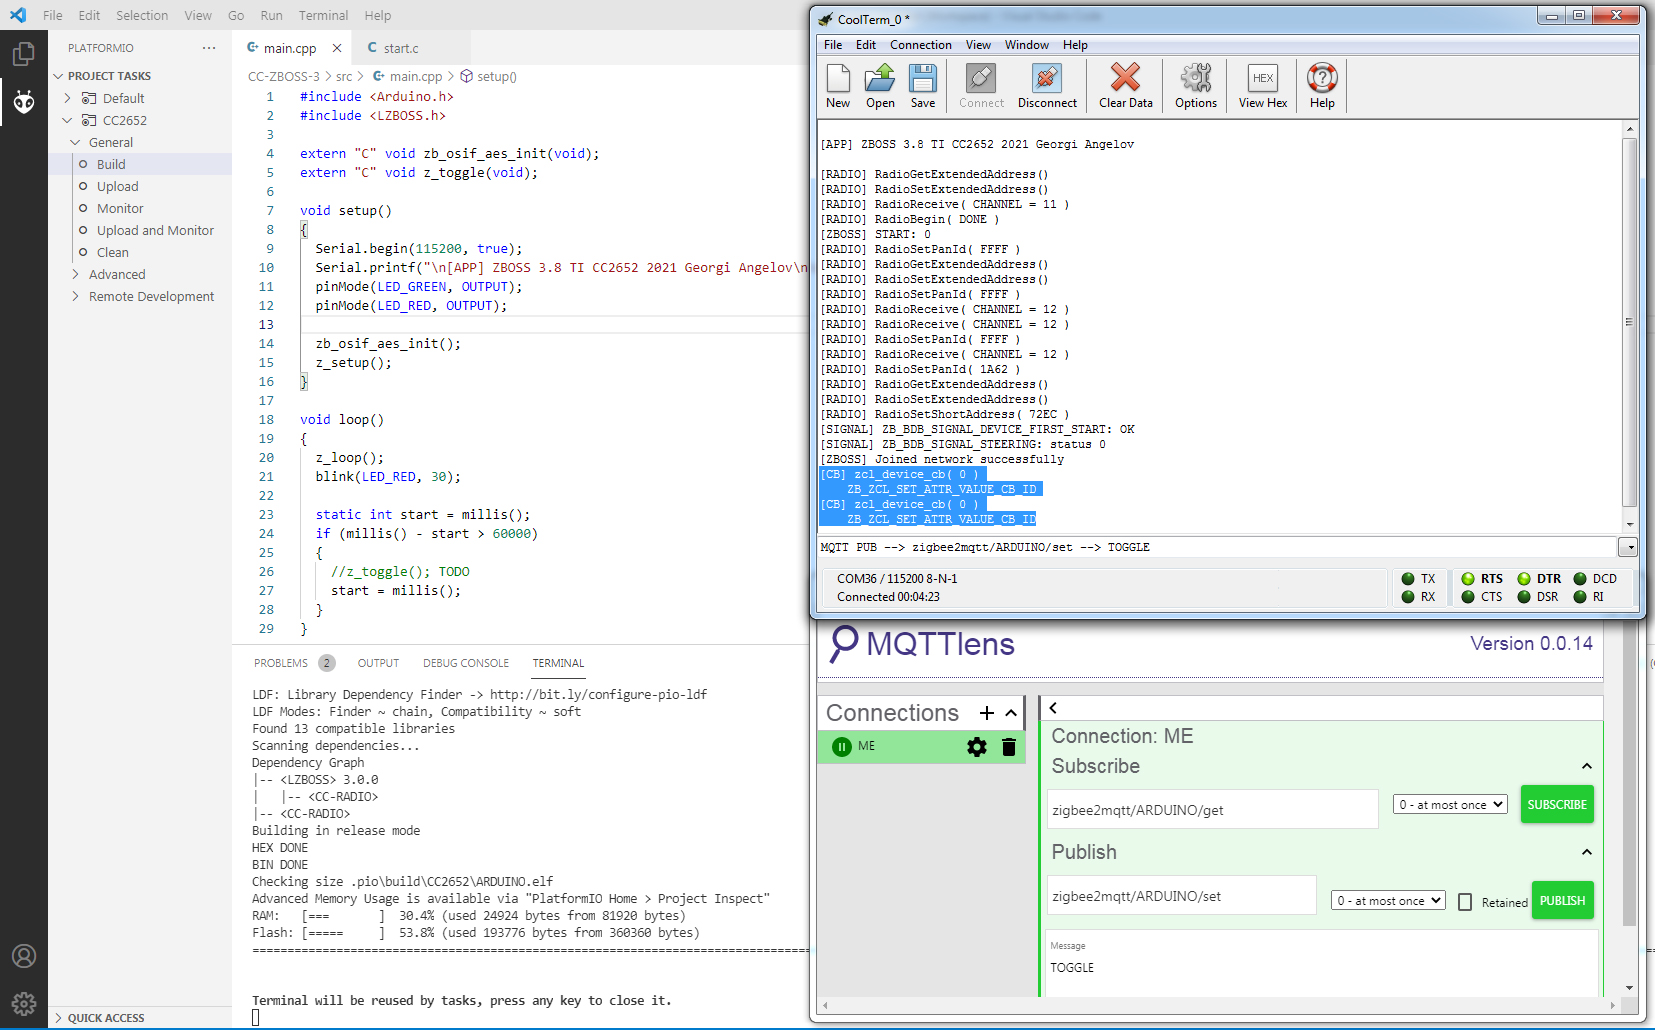 File Edit Selection View Go Run Terminal Help
PLATFORMIO ...
PROJECT TASKS
Default
CC2652
General
Build
Upload
Monitor
Upload and Monitor
Clean
Advanced
Remote Development
QUICK ACCESS
main.cpp
start.c
CC-ZBOSS-3 > src > main.cpp > setup()
1 #include <Arduino.h>
2 #include <LZBOSS.h>
3
4 extern "C" void zb_osif_aes_init(void);
5 extern "C" void z_toggle(void);
6
7 void setup()
8 {
9 Serial.begin(115200, true);
10 Serial.printf("\n[APP] ZBOSS 3.8 TI CC2652 2021 Georgi Angelov\n
11 pinMode(LED_GREEN, OUTPUT);
12 pinMode(LED_RED, OUTPUT);
13
14 zb_osif_aes_init();
15 z_setup();
16 }
17
18 void loop()
19 {
20 z_loop();
21 blink(LED_RED, 30);
22
23 static int start = millis();
24 if (millis() - start > 60000)
25 {
26 //z_toggle(); TODO
27 start = millis();
28 }
29 }
PROBLEMS 2 OUTPUT DEBUG CONSOLE TERMINAL
LDF: Library Dependency Finder -> http://bit.ly/configure-pio-ldf
LDF Modes: Finder ~ chain, Compatibility ~ soft
Found 13 compatible libraries
Scanning dependencies...
Dependency Graph
|-- <LZBOSS> 3.0.0
| |-- <CC-RADIO>
|-- <CC-RADIO>
Building in release mode
HEX DONE
BIN DONE
Checking size .pio\build\CC2652\ARDUINO.elf
Advanced Memory Usage is available via "PlatformIO Home > Project Inspect"
RAM: [=== ] 30.4% (used 24924 bytes from 81920 bytes)
Flash: [===== ] 53.8% (used 193776 bytes from 360360 bytes)
Terminal will be reused by tasks, press any key to close it.
CoolTerm_0 *
File Edit Connection View Window Help
New Open Save Connect Disconnect Clear Data Options View Hex Help
HEX
[APP] ZBOSS 3.8 TI CC2652 2021 Georgi Angelov
[RADIO] RadioGetExtendedAddress()
[RADIO] RadioSetExtendedAddress()
[RADIO] RadioReceive( CHANNEL = 11 )
[RADIO] RadioBegin( DONE )
[ZBOSS] START: 0
[RADIO] RadioSetPanId( FFFF )
[RADIO] RadioGetExtendedAddress()
[RADIO] RadioSetExtendedAddress()
[RADIO] RadioSetPanId( FFFF )
[RADIO] RadioReceive( CHANNEL = 12 )
[RADIO] RadioReceive( CHANNEL = 12 )
[RADIO] RadioSetPanId( FFFF )
[RADIO] RadioReceive( CHANNEL = 12 )
[RADIO] RadioSetPanId( 1A62 )
[RADIO] RadioGetExtendedAddress()
[RADIO] RadioSetExtendedAddress()
[RADIO] RadioSetShortAddress( 72EC )
[SIGNAL] ZB_BDB_SIGNAL_DEVICE_FIRST_START: OK
[SIGNAL] ZB_BDB_SIGNAL_STEERING: status 0
[ZBOSS] Joined network successfully
[CB] zcl_device_cb( 0 )
ZB_ZCL_SET_ATTR_VALUE_CB_ID
[CB] zcl_device_cb( 0 )
ZB_ZCL_SET_ATTR_VALUE_CB_ID
MQTT PUB --> zigbee2mqtt/ARDUINO/set --> TOGGLE
COM36 / 115200 8-N-1
Connected 00:04:23
TX RTS DTR DCD
RX CTS DSR RI
MQTTlens
Version 0.0.14
Connections +
ME
Connection: ME
Subscribe
zigbee2mqtt/ARDUINO/get
0 - at most once
SUBSCRIBE
Publish
zigbee2mqtt/ARDUINO/set
0 - at most once
Retained
PUBLISH
Message
TOGGLE